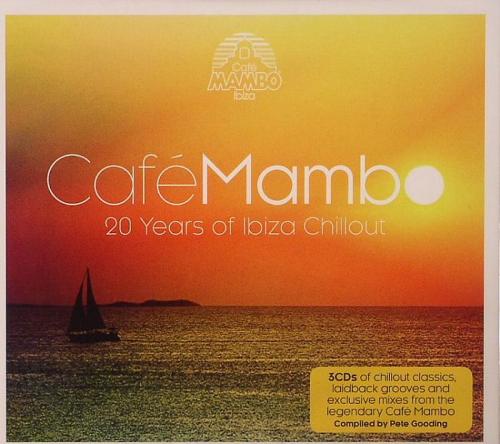 Café
MAMBO
Ibiza
CaféMambo
20 Years of Ibiza Chillout
3CDs of chillout classics,
laidback grooves and
exclusive mixes from the
legendary Café Mambo
Compiled by Pete Gooding